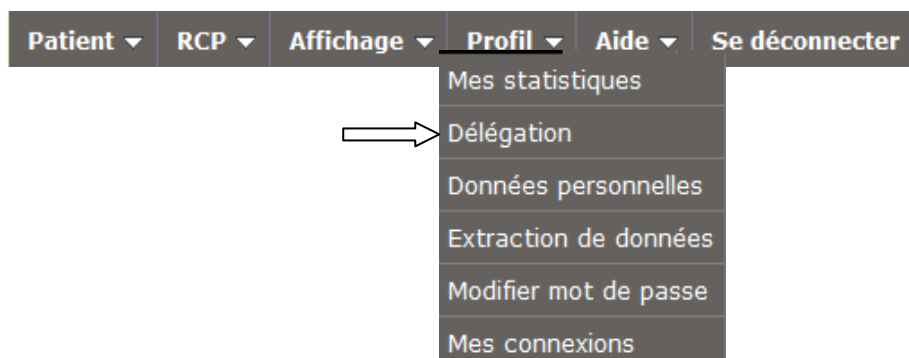 Patient RCP Affichage Profil Aide Se déconnecter
Mes statistiques
Délégation
Données personnelles
Extraction de données
Modifier mot de passe
Mes connexions